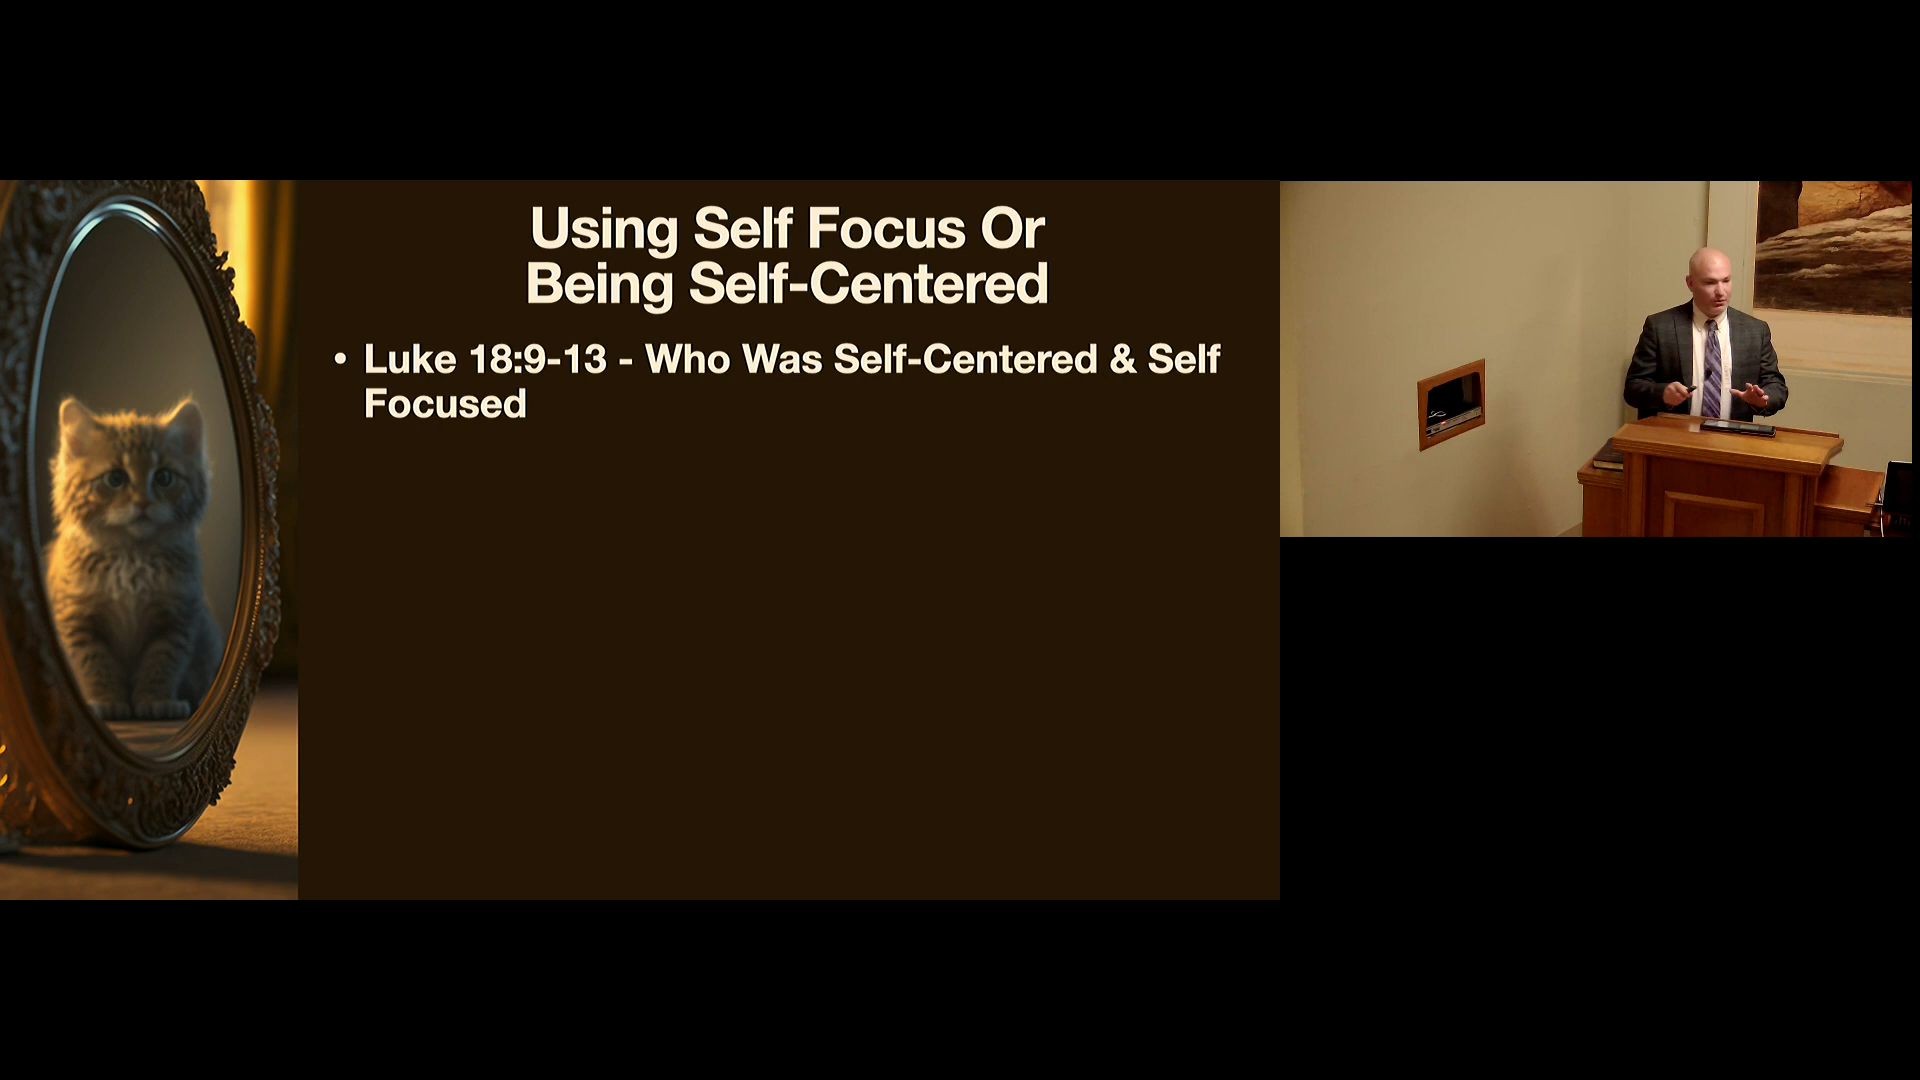 Using Self Focus Or
Being Self-Centered
• Luke 18:9-13 - Who Was Self-Centered & Self
Focused